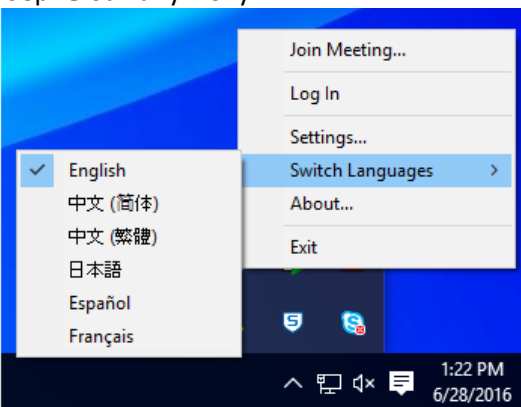 Join Meeting...
Log In
Settings...
Switch Languages
About...
Exit
English
中文 (简体)
中文 (繁體)
日本語
Español
Français
1:22 PM
6/28/2016